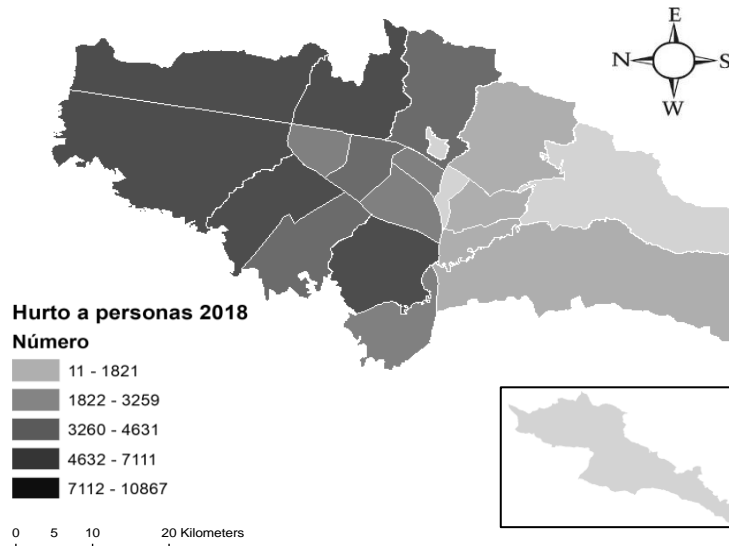 E
N S
W
Hurto a personas 2018
Número
11 - 1821
1822 - 3259
3260 - 4631
4632 - 7111
7112 - 10867
0 5 10 20 Kilometers